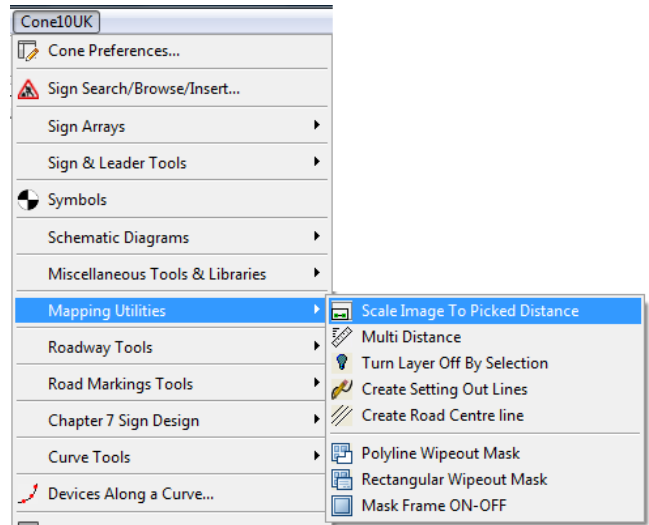 Cone10UK
Cone Preferences...
Sign Search/Browse/Insert...
Sign Arrays
Sign & Leader Tools
Symbols
Schematic Diagrams
Miscellaneous Tools & Libraries
Mapping Utilities
Scale Image To Picked Distance
Multi Distance
Turn Layer Off By Selection
Create Setting Out Lines
Create Road Centre line
Polyline Wipeout Mask
Rectangular Wipeout Mask
Mask Frame ON-OFF
Roadway Tools
Road Markings Tools
Chapter 7 Sign Design
Curve Tools
Devices Along a Curve...